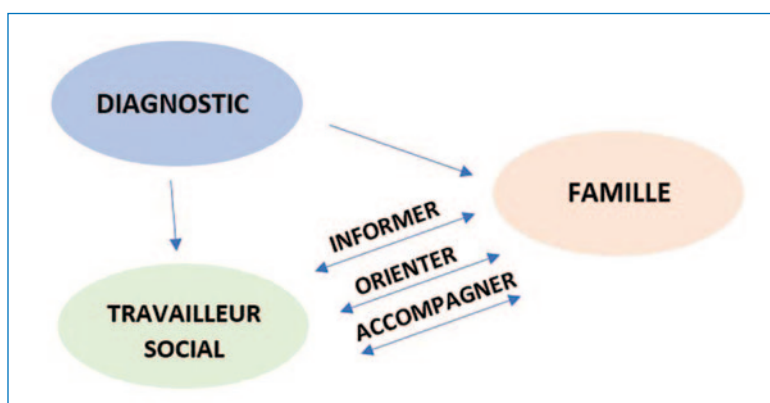 DIAGNOSTIC
FAMILLE
INFORMER
ORIENTER
ACCOMPAGNER
TRAVAILLEUR
SOCIAL